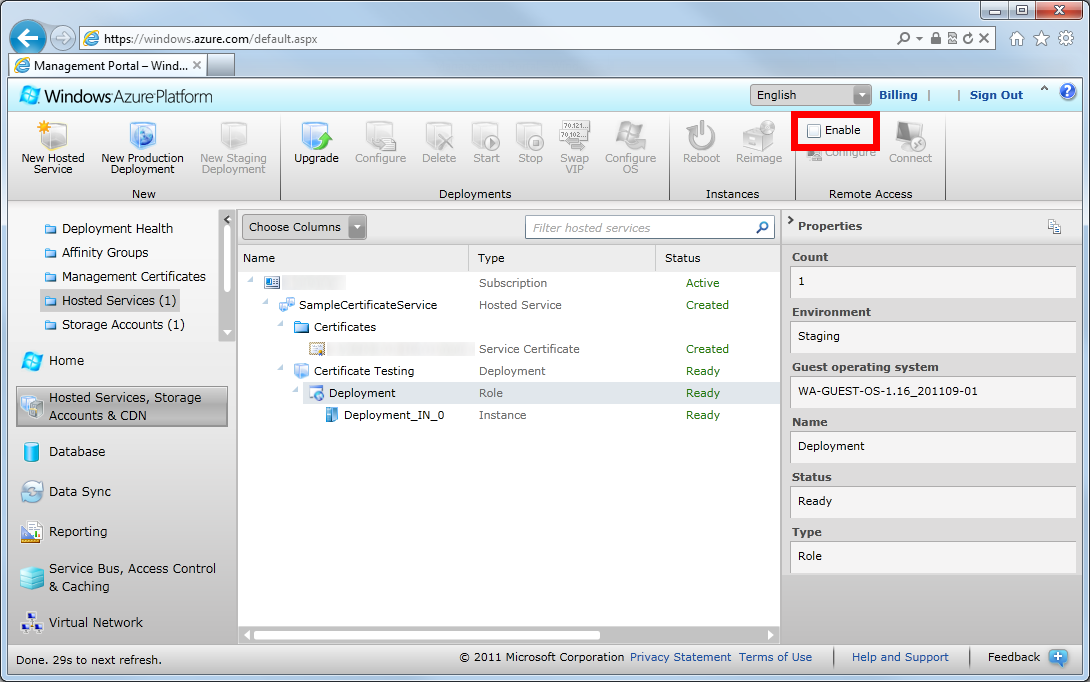 https://windows.azure.com/default.aspx
Management Portal – Wind...
Windows Azure Platform
English
Billing | | Sign Out
New Hosted Service
New Production Deployment
New Staging Deployment
New
Upgrade
Configure
Delete
Start
Stop
Swap VIP
Configure OS
Deployments
Reboot
Reimage
Instances
Enable
Configure
Connect
Remote Access
Deployment Health
Affinity Groups
Management Certificates
Hosted Services (1)
Storage Accounts (1)
Home
Hosted Services, Storage
Accounts & CDN
Database
Data Sync
Reporting
Service Bus, Access Control
& Caching
Virtual Network
Choose Columns
Filter hosted services
Name Type Status
Subscription Active
SampleCertificateService Hosted Service Created
Certificates
Service Certificate Created
Certificate Testing Deployment Ready
Deployment Role Ready
Deployment_IN_0 Instance Ready
Properties
Count
1
Environment
Staging
Guest operating system
WA-GUEST-OS-1.16_201109-01
Name
Deployment
Status
Ready
Type
Role
Done. 29s to next refresh.
© 2011 Microsoft Corporation Privacy Statement Terms of Use
Help and Support
Feedback